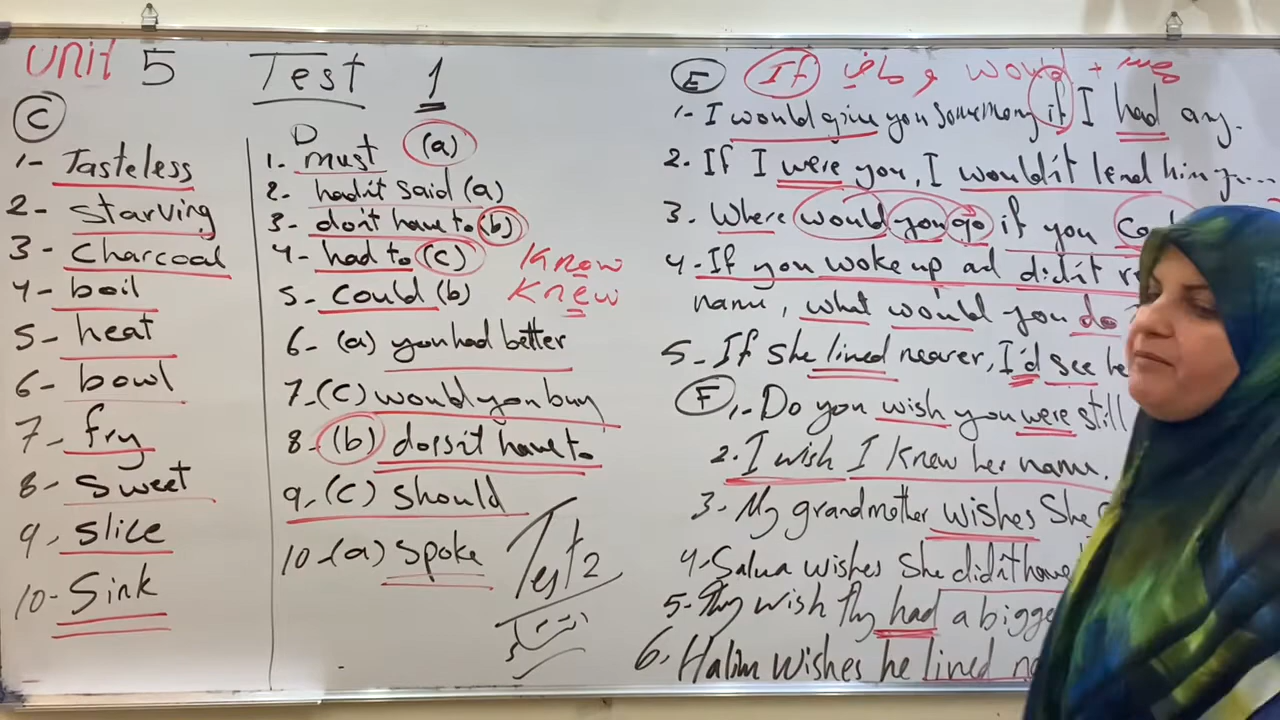 Unit 5 Test 1
C
1- Tasteless
2- starving
3- Charcoal
4- boil
5- heat
6- bowl
7- fry
8- sweet
9, slice
10- Sink
D (a)
1. must
2- hadn't said (a)
3- don't have to (b)
4- had to (c)
5- could (b)
Know
Knew
6- (a) you had better
7- (C) would you buy
8- (b) doesn't have to
9. (C) should
10- (a) spoke
Test 2
E If ماضي و would + مصدر
1- I would give you some money if I had any.
2. If I were you, I wouldn't lend him
3. Where would you go if you
4- If you woke up and didn't
name, what would you do
5- If she lived nearer, I'd see
F 1- Do you wish you were still
2. I wish I knew her name.
3. My grandmother wishes she
4- Salwa wishes she didn't have
5- They wish they had a bigge
6. Halim wishes he lived